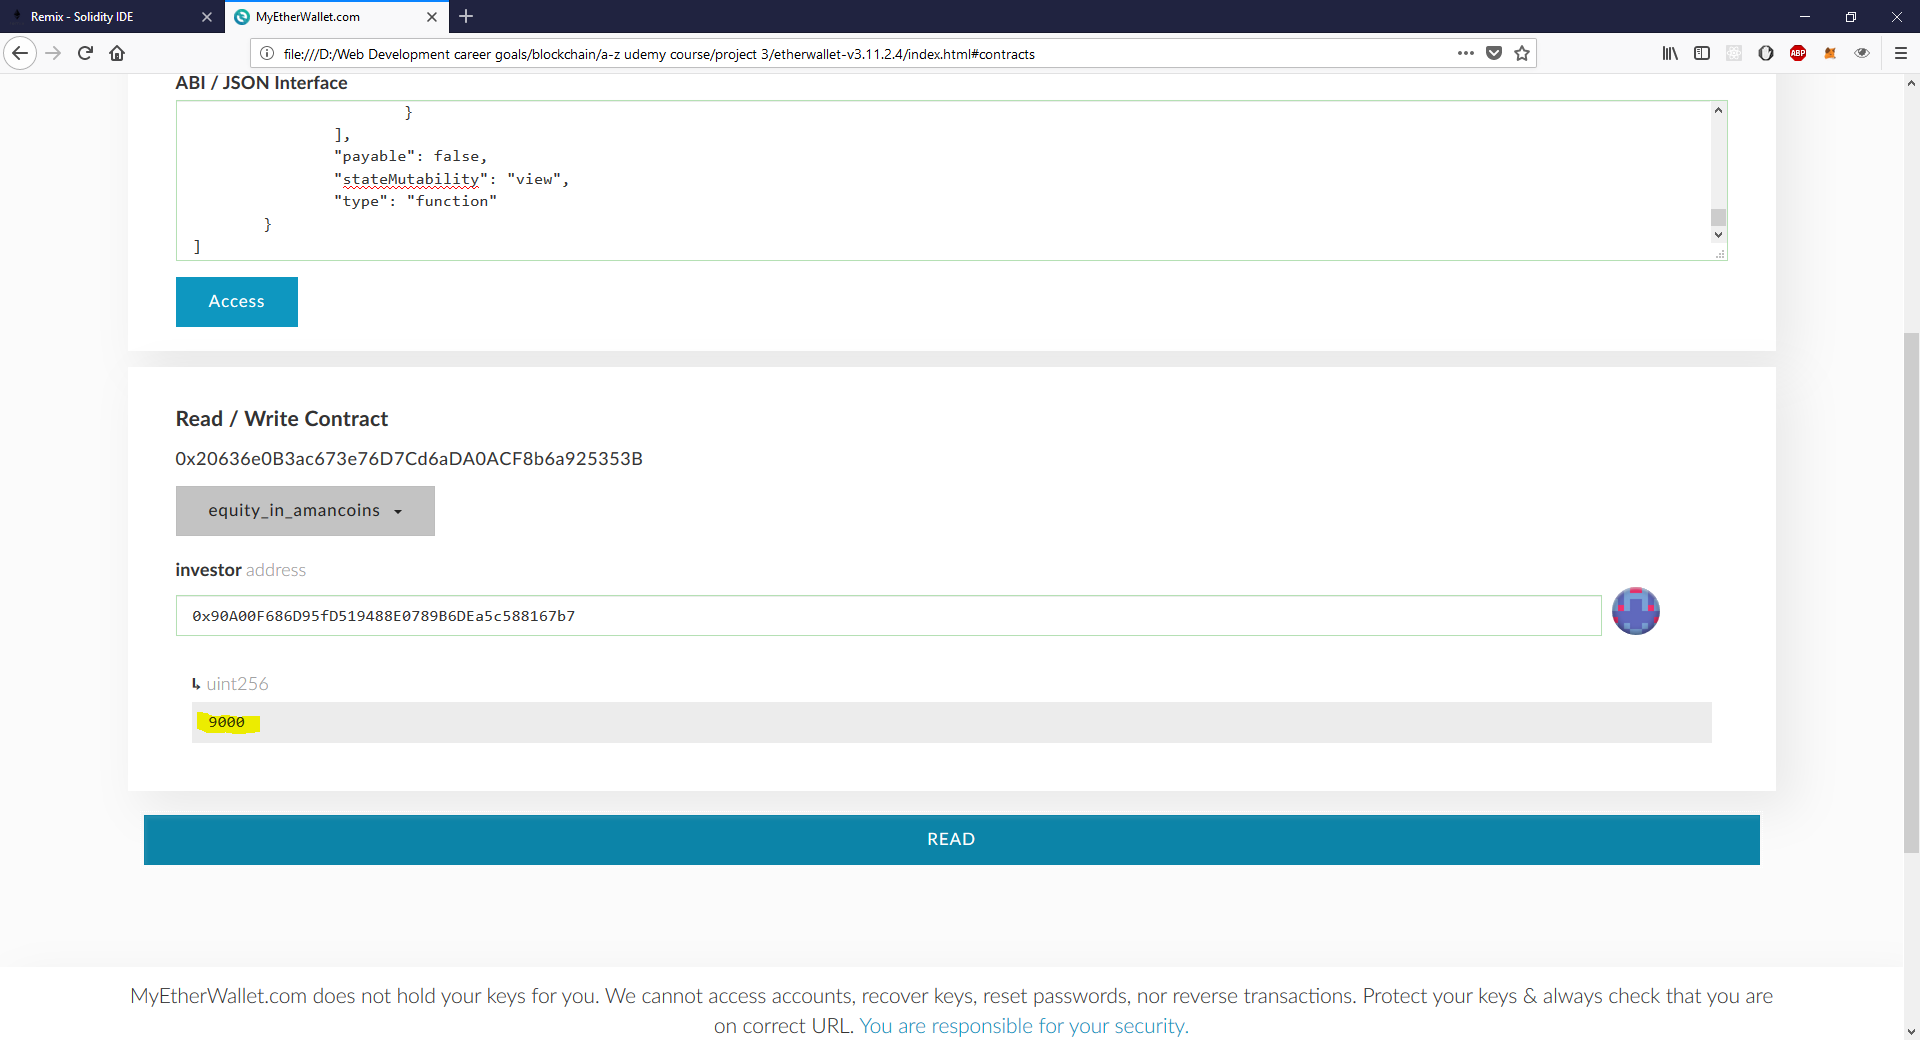 Remix - Solidity IDE
MyEtherWallet.com
file:///D:/Web Development career goals/blockchain/a-z udemy course/project 3/etherwallet-v3.11.2.4/index.html#contracts
ABP
ABI / JSON Interface
}
],
"payable": false,
"stateMutability": "view",
"type": "function"
}
]
Access
Read / Write Contract
0x20636e0B3ac673e76D7Cd6aDA0ACF8b6a925353B
equity_in_amancoins
investor address
0x90A00F686D95fD519488E0789B6DEa5c588167b7
↳ uint256
9000
READ
MyEtherWallet.com does not hold your keys for you. We cannot access accounts, recover keys, reset passwords, nor reverse transactions. Protect your keys & always check that you are
on correct URL. You are responsible for your security.